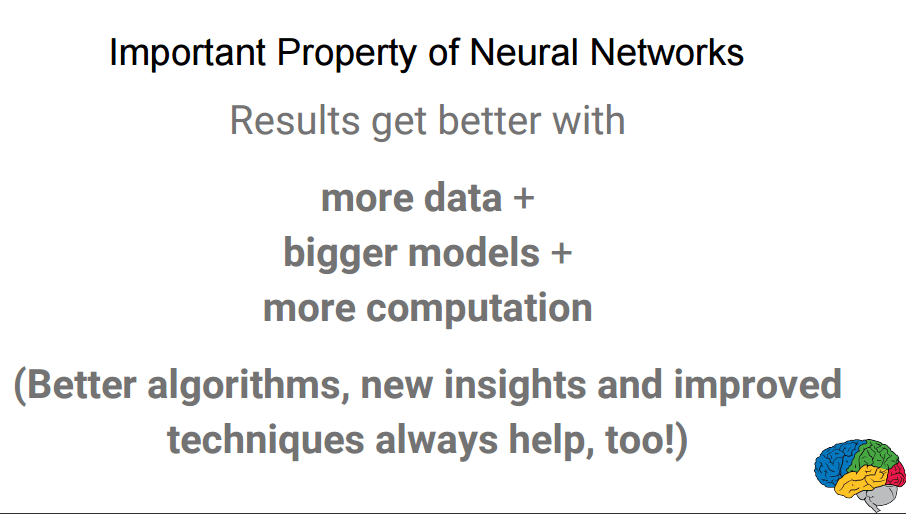 Important Property of Neural Networks
Results get better with
more data +
bigger models +
more computation
(Better algorithms, new insights and improved
techniques always help, too!)